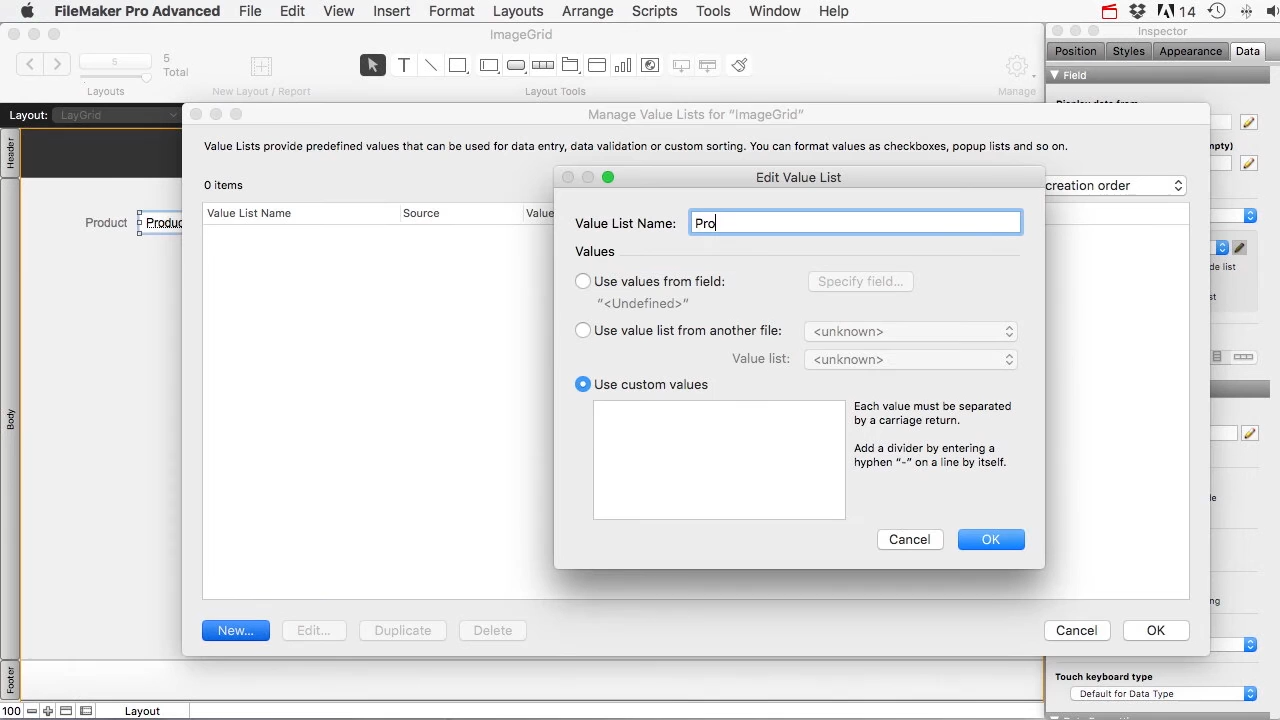 FileMaker Pro Advanced File Edit View Insert Format Layouts Arrange Scripts Tools Window Help 14
ImageGrid
Inspector
5
5
Total
Layouts
New Layout / Report
Layout Tools
Manage
Position Styles Appearance Data
Field
Layout: LayGrid
Manage Value Lists for “ImageGrid”
Value Lists provide predefined values that can be used for data entry, data validation or custom sorting. You can format values as checkboxes, popup lists and so on.
0 items
creation order
Value List Name Source Value
Header
Product
Produc
Body
Footer
Edit Value List
Value List Name: Pro
Values
Use values from field: Specify field...
“<Undefined>”
Use value list from another file: <unknown>
Value list: <unknown>
Use custom values
Each value must be separated
by a carriage return.
Add a divider by entering a
hyphen “-” on a line by itself.
Cancel OK
New... Edit... Duplicate Delete
Cancel OK
Touch keyboard type
Default for Data Type
100 Layout